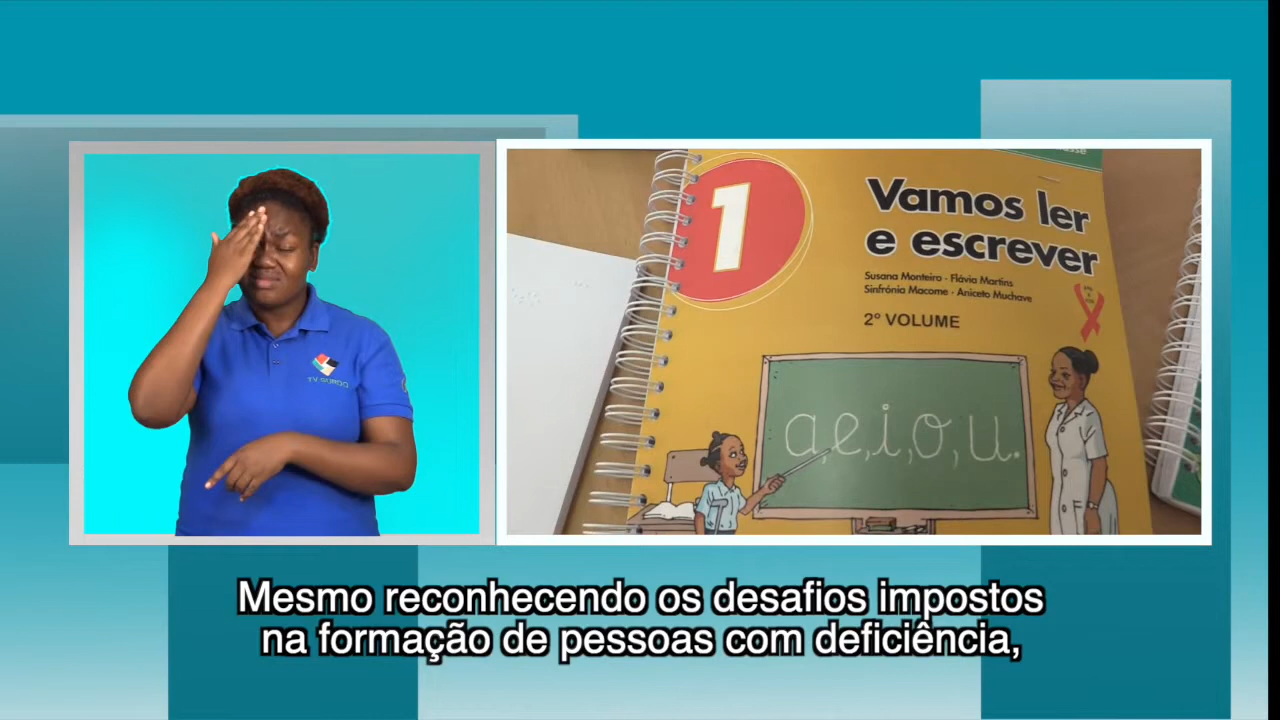 TV SURDO
1
Vamos ler
e escrever
Susana Monteiro - Flávia Martins
Sinfrónia Macome - Aniceto Muchave
2º VOLUME
a,e,i,o,u.
Mesmo reconhecendo os desafios impostos
na formação de pessoas com deficiência,